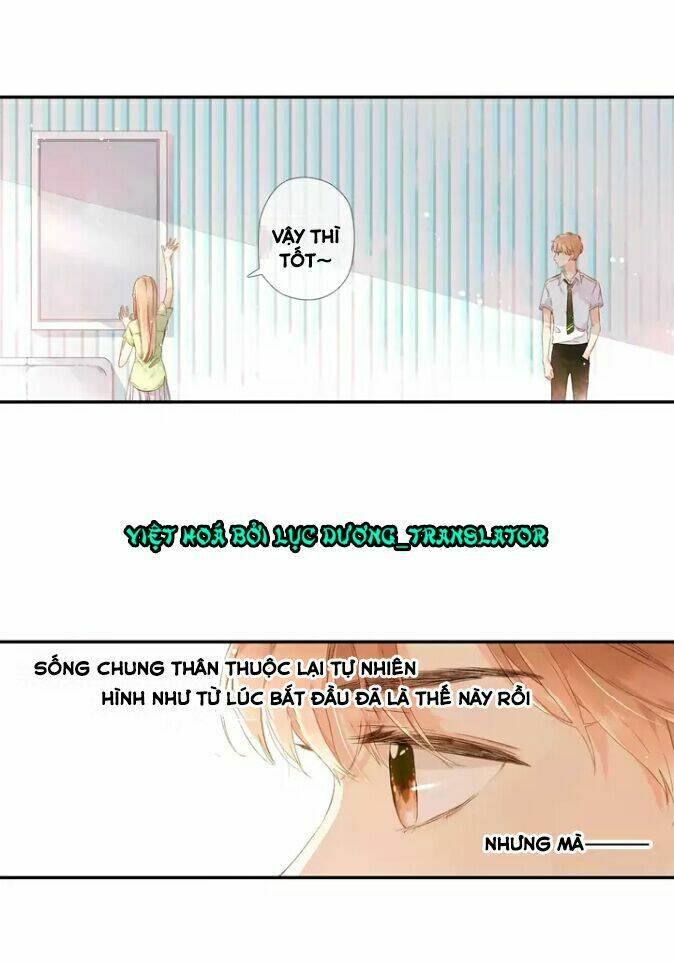 VẬY THÌ
TỐT~
VIỆT HOÁ BỞI LỤC DƯƠNG_TRANSLATOR
SỐNG CHUNG THÂN THUỘC LẠI TỰ NHIÊN
HÌNH NHƯ TỪ LÚC BẮT ĐẦU ĐÃ LÀ THẾ NÀY RỒI
NHƯNG MÀ———